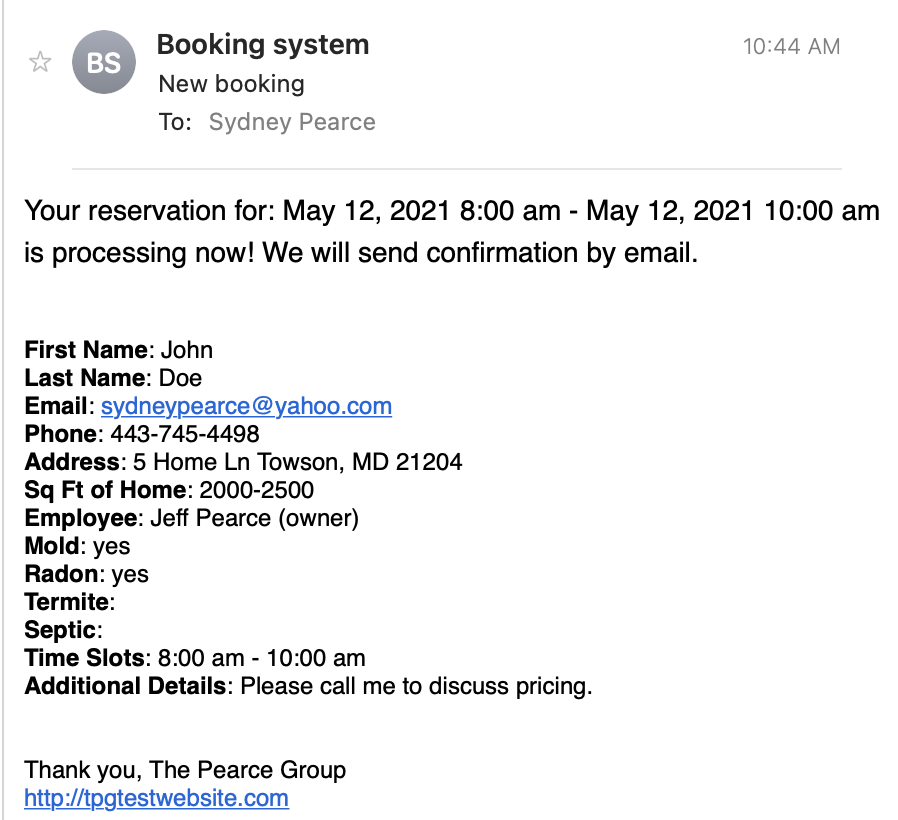 BS
Booking system
10:44 AM
New booking
To: Sydney Pearce
Your reservation for: May 12, 2021 8:00 am - May 12, 2021 10:00 am
is processing now! We will send confirmation by email.
First Name: John
Last Name: Doe
Email: sydneypearce@yahoo.com
Phone: 443-745-4498
Address: 5 Home Ln Towson, MD 21204
Sq Ft of Home: 2000-2500
Employee: Jeff Pearce (owner)
Mold: yes
Radon: yes
Termite:
Septic:
Time Slots: 8:00 am - 10:00 am
Additional Details: Please call me to discuss pricing.
Thank you, The Pearce Group
http://tpgtestwebsite.com